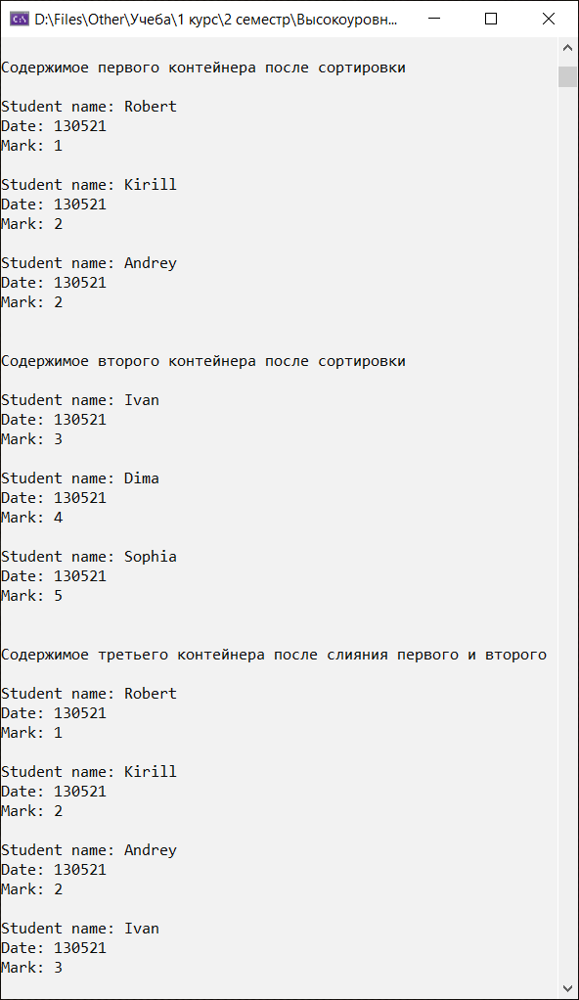 D:\Files\Other\Учеба\1 курс\2 семестр\Высокоуровн...
Содержимое первого контейнера после сортировки
Student name: Robert
Date: 130521
Mark: 1
Student name: Kirill
Date: 130521
Mark: 2
Student name: Andrey
Date: 130521
Mark: 2
Содержимое второго контейнера после сортировки
Student name: Ivan
Date: 130521
Mark: 3
Student name: Dima
Date: 130521
Mark: 4
Student name: Sophia
Date: 130521
Mark: 5
Содержимое третьего контейнера после слияния первого и второго
Student name: Robert
Date: 130521
Mark: 1
Student name: Kirill
Date: 130521
Mark: 2
Student name: Andrey
Date: 130521
Mark: 2
Student name: Ivan
Date: 130521
Mark: 3